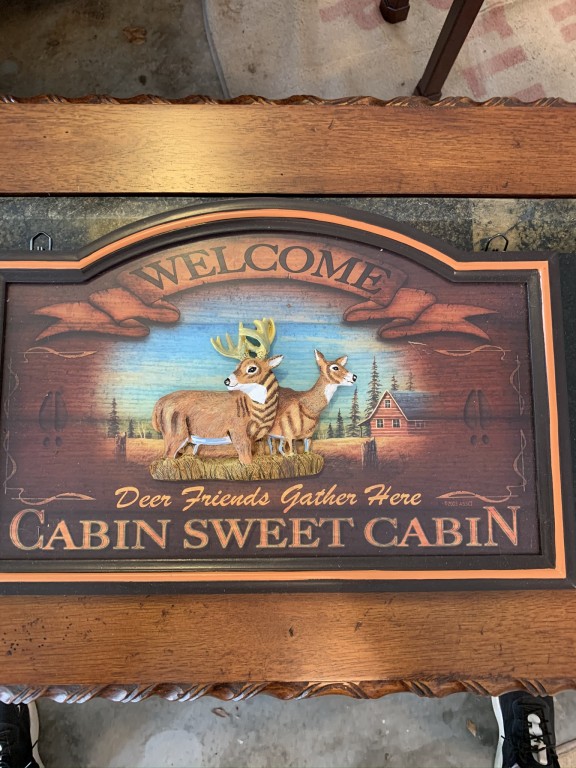 WELCOME
Deer Friends Gather Here
CABIN SWEET CABIN